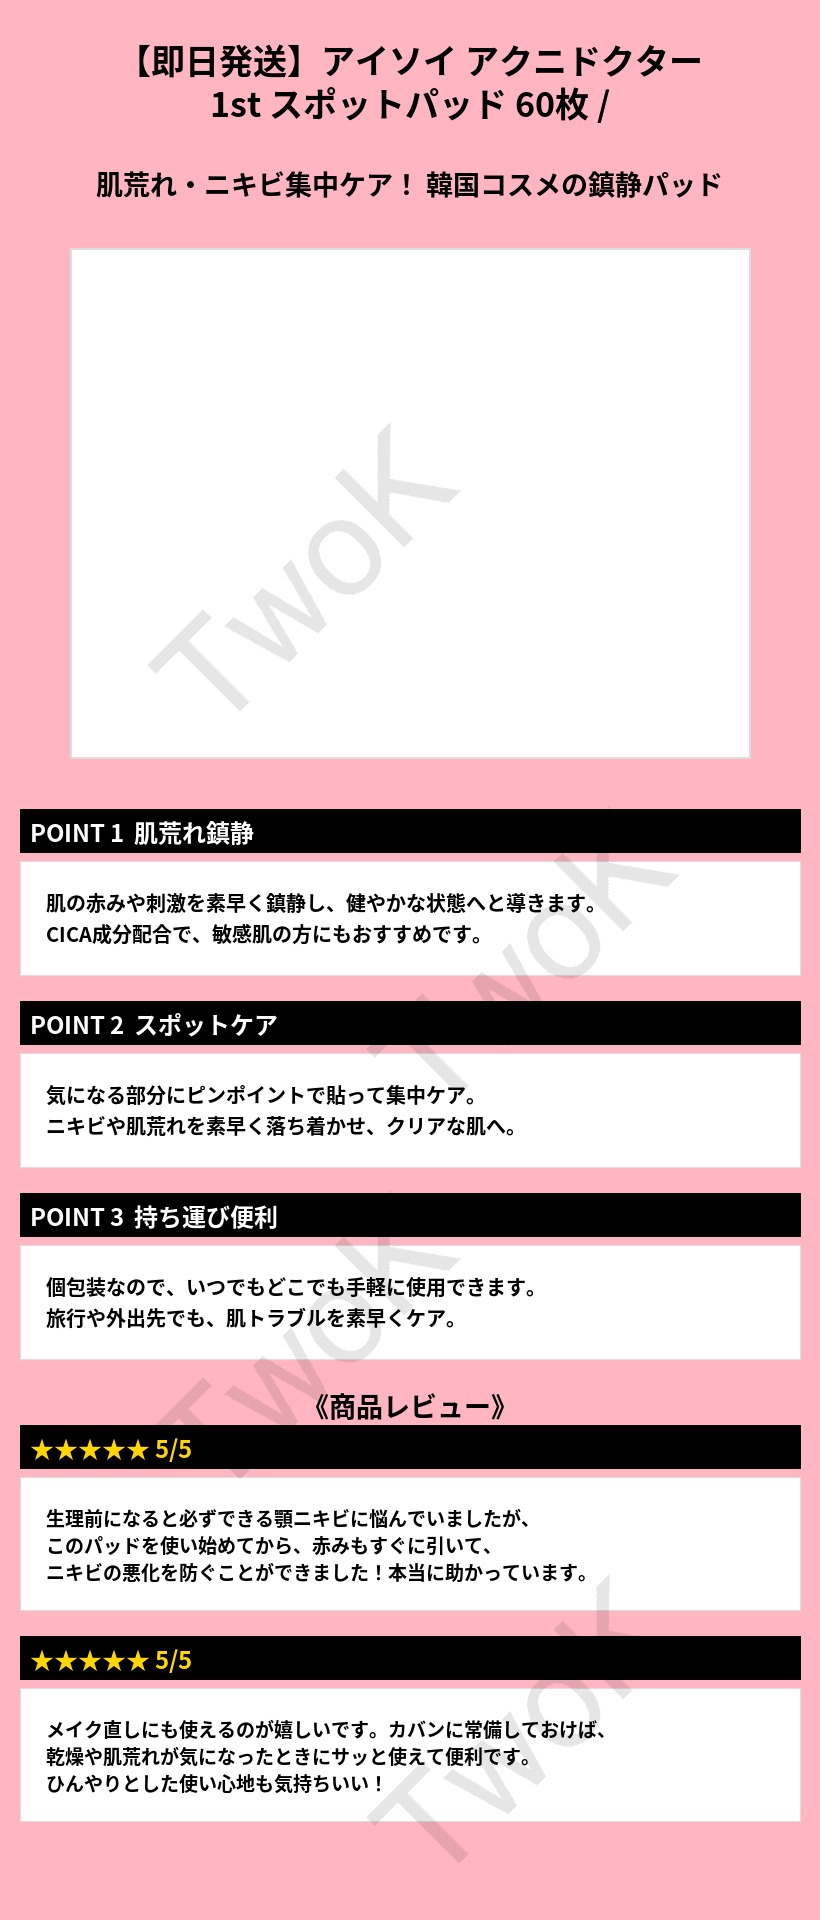 【即日発送】アイソイ アクニドクター
1st スポットパッド 60枚 /
肌荒れ・ニキビ集中ケア！ 韓国コスメの鎮静パッド
TwoK
POINT 1 肌荒れ鎮静
肌の赤みや刺激を素早く鎮静し、健やかな状態へと導きます。
CICA成分配合で、敏感肌の方にもおすすめです。
TwoK
POINT 2 スポットケア
気になる部分にピンポイントで貼って集中ケア。
ニキビや肌荒れを素早く落ち着かせ、クリアな肌へ。
POINT 3 持ち運び便利
個包装なので、いつでもどこでも手軽に使用できます。
旅行や外出先でも、肌トラブルを素早くケア。
TwoK
《商品レビュー》
★★★★★ 5/5
生理前になると必ずできる顎ニキビに悩んでいましたが、
このパッドを使い始めてから、赤みもすぐに引いて、
ニキビの悪化を防ぐことができました！本当に助かっています。
★★★★★ 5/5
メイク直しにも使えるのが嬉しいです。カバンに常備しておけば、
乾燥や肌荒れが気になったときにサッと使えて便利です。
ひんやりとした使い心地も気持ちいい！
TwoK